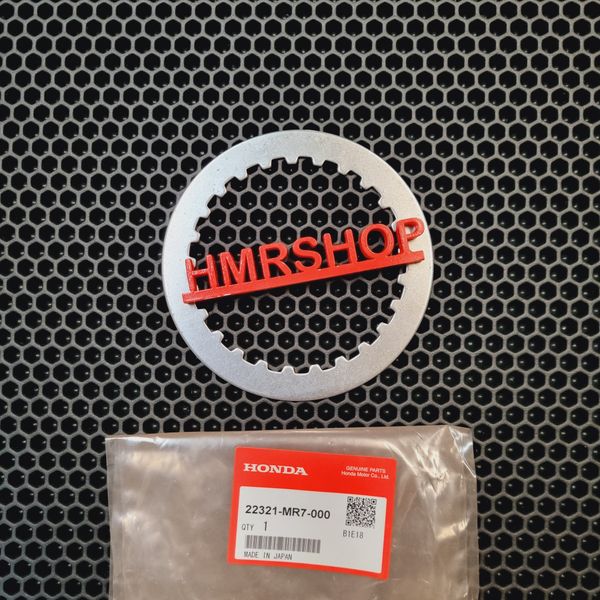 HMRSHOP
HONDA
GENUINE PARTS
Honda Motor Co., Ltd.
22321-MR7-000
QTY 1
B1E18
MADE IN JAPAN